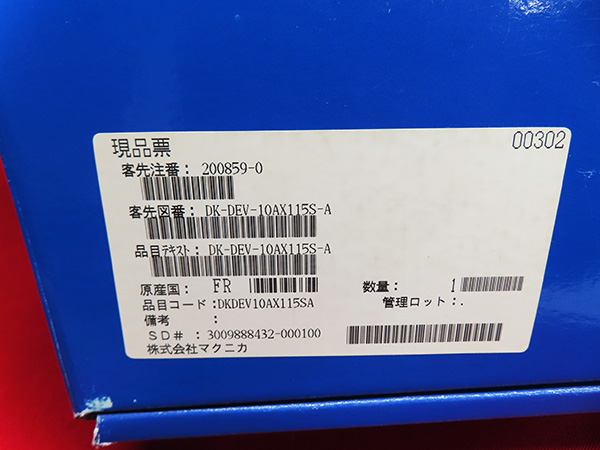 現品票 00302
客先注番： 200859-0
客先図番： DK-DEV-10AX115S-A
品目テキスト： DK-DEV-10AX115S-A
原産国： FR 数量： 1
品目コード：DKDEV10AX115SA 管理ロット：.
備考 ：
ＳＤ＃ ：3009888432-000100
株式会社マクニカ